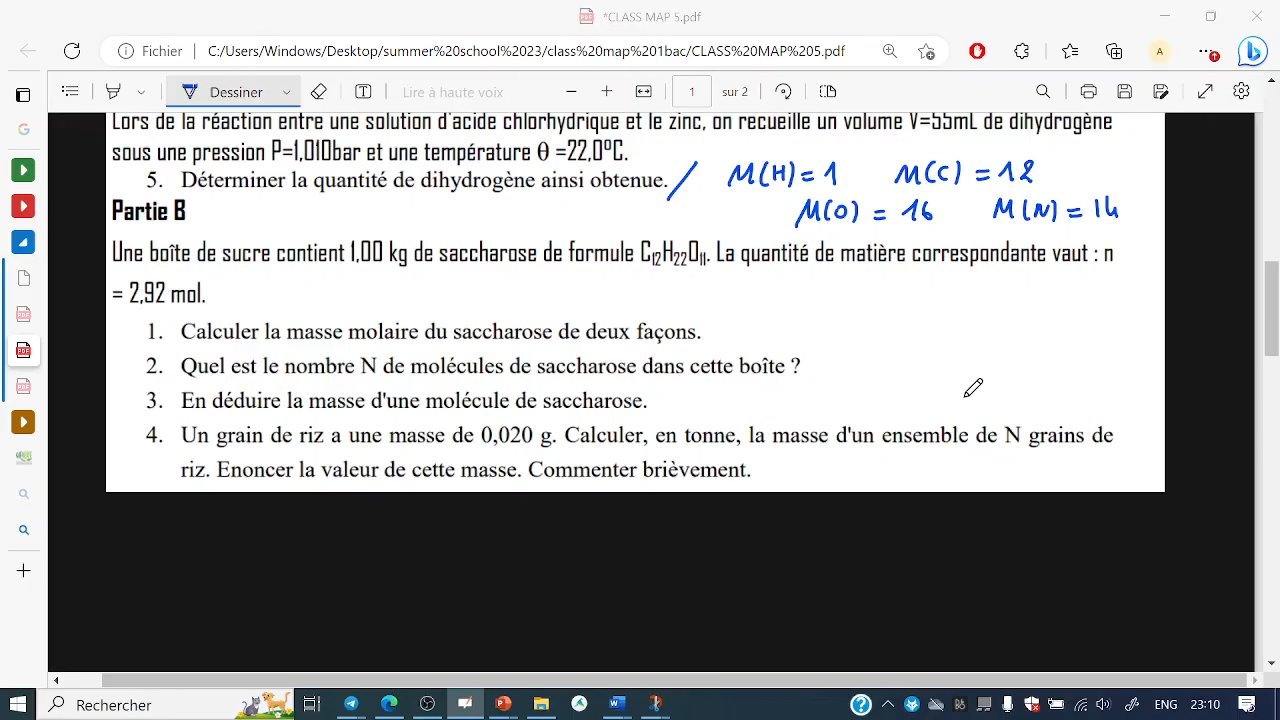 *CLASS MAP 5.pdf
Fichier
C:/Users/Windows/Desktop/summer%20school%202023/class%20map%201bac/CLASS%20MAP%205.pdf
A
Dessiner
Lire à haute voix
1
sur 2
Lors de la réaction entre une solution d'acide chlorhydrique et le zinc, on recueille un volume V=55mL de dihydrogène
sous une pression P=1,010bar et une température θ =22,0°C.
5. Déterminer la quantité de dihydrogène ainsi obtenue.
M(H)=1 M(C)=12
M(O) = 16 M(N)=14
Partie B
Une boîte de sucre contient 1,00 kg de saccharose de formule C₁₂H₂₂O₁₁. La quantité de matière correspondante vaut : n
= 2,92 mol.
1. Calculer la masse molaire du saccharose de deux façons.
2. Quel est le nombre N de molécules de saccharose dans cette boîte ?
3. En déduire la masse d'une molécule de saccharose.
4. Un grain de riz a une masse de 0,020 g. Calculer, en tonne, la masse d'un ensemble de N grains de
riz. Enoncer la valeur de cette masse. Commenter brièvement.
Rechercher
ENG
23:10